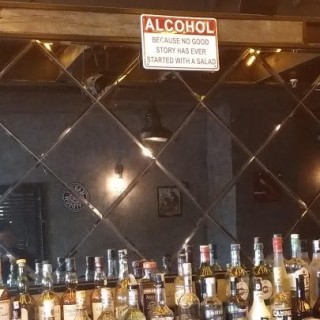 ALCOHOL
BECAUSE NO GOOD
STORY HAS EVER
STARTED WITH A SALAD